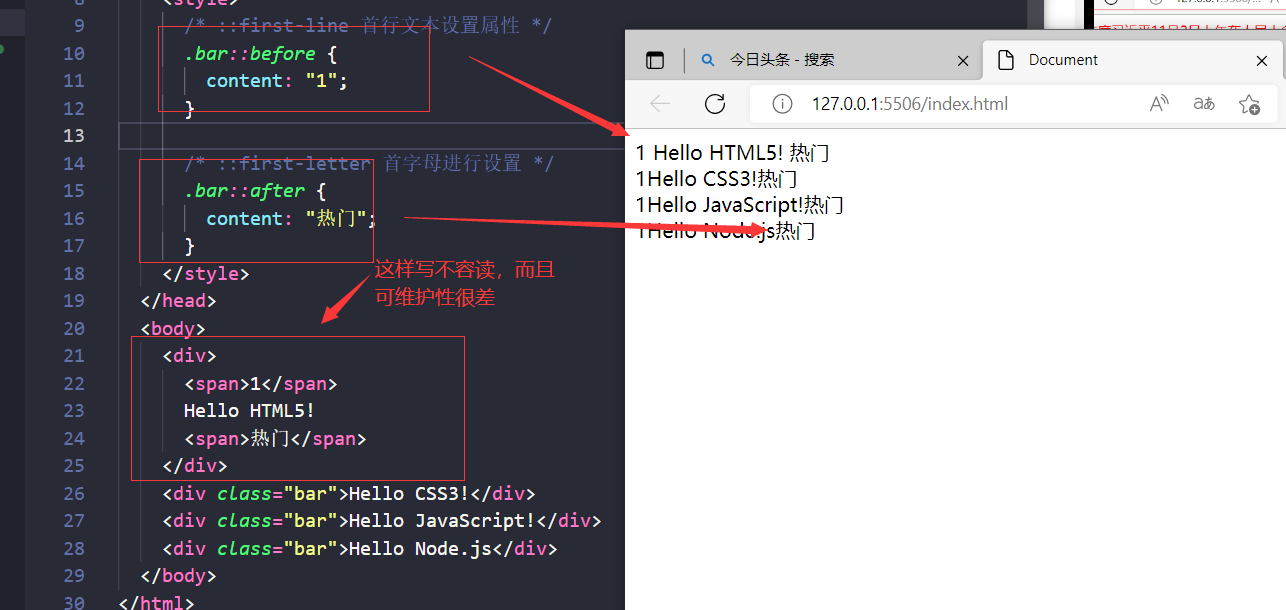 8 <style>
9 /* ::first-line 首行文本设置属性 */
10 .bar::before {
11 content: "1";
12 }
13
14 /* ::first-letter 首字母进行设置 */
15 .bar::after {
16 content: "热门";
17 }
18 </style>
19 </head>
20 <body>
21 <div>
22 <span>1</span>
23 Hello HTML5!
24 <span>热门</span>
25 </div>
26 <div class="bar">Hello CSS3!</div>
27 <div class="bar">Hello JavaScript!</div>
28 <div class="bar">Hello Node.js</div>
29 </body>
30 </html>
这样写不容读，而且
可维护性很差
今日头条 - 搜索
Document
127.0.0.1:5506/index.html
1 Hello HTML5! 热门
1Hello CSS3!热门
1Hello JavaScript!热门
1Hello Node.js热门